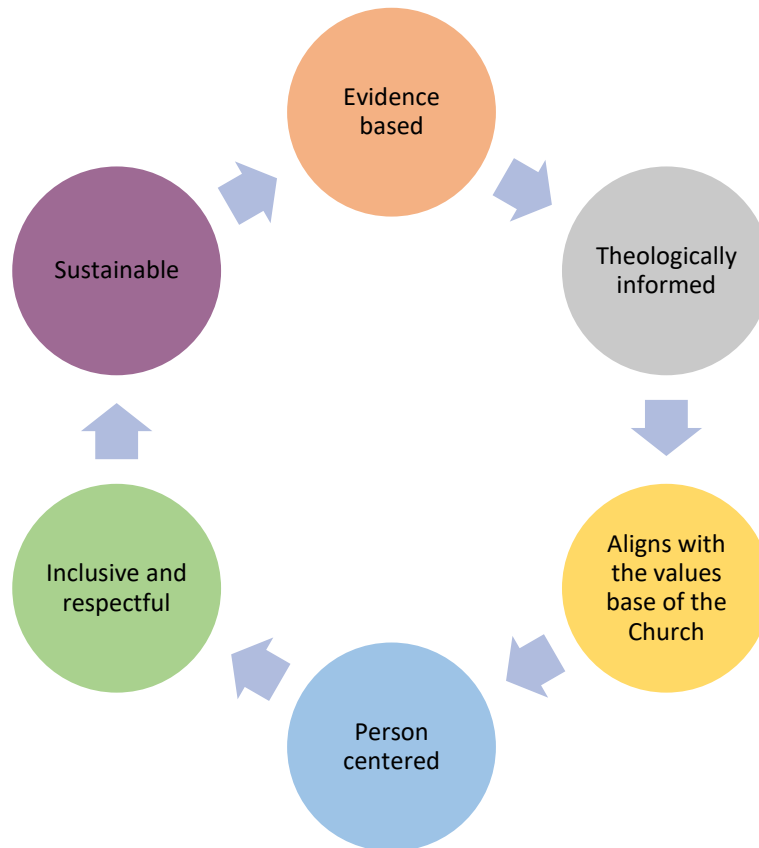 Evidence
based
Theologically
informed
Aligns with
the values
base of the
Church
Person
centered
Inclusive and
respectful
Sustainable